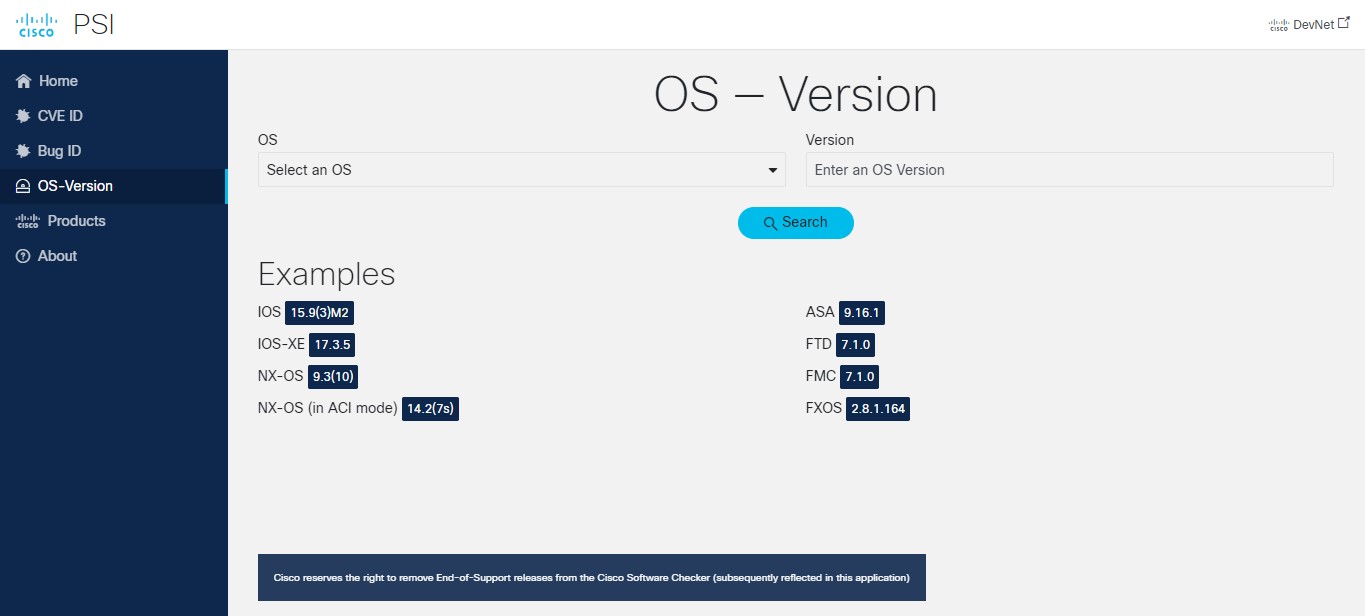 cisco PSI
cisco DevNet
Home
CVE ID
Bug ID
OS-Version
cisco Products
About
OS – Version
OS
Select an OS
Version
Enter an OS Version
Search
Examples
IOS 15.9(3)M2
IOS-XE 17.3.5
NX-OS 9.3(10)
NX-OS (in ACI mode) 14.2(7s)
ASA 9.16.1
FTD 7.1.0
FMC 7.1.0
FXOS 2.8.1.164
Cisco reserves the right to remove End-of-Support releases from the Cisco Software Checker (subsequently reflected in this application)